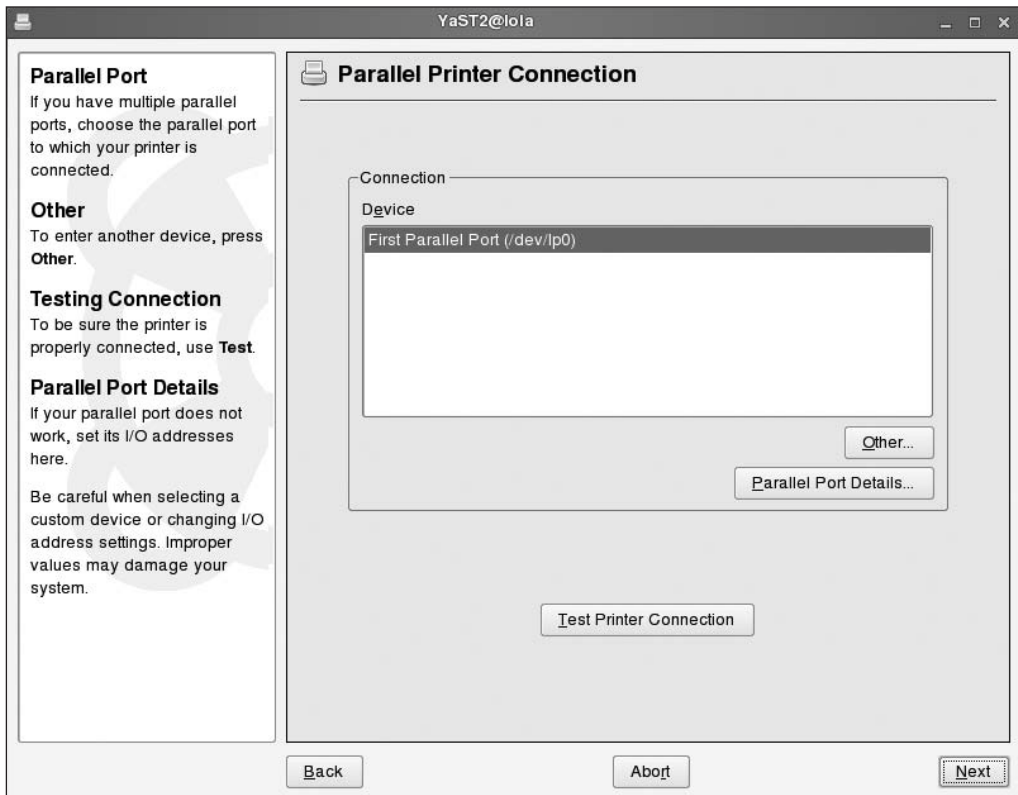 YaST2@lola
Parallel Port
If you have multiple parallel
ports, choose the parallel port
to which your printer is
connected.
Other
To enter another device, press
Other.
Testing Connection
To be sure the printer is
properly connected, use Test.
Parallel Port Details
If your parallel port does not
work, set its I/O addresses
here.
Be careful when selecting a
custom device or changing I/O
address settings. Improper
values may damage your
system.
Parallel Printer Connection
Connection
Device
First Parallel Port (/dev/lp0)
Other...
Parallel Port Details...
Test Printer Connection
Back
Abort
Next